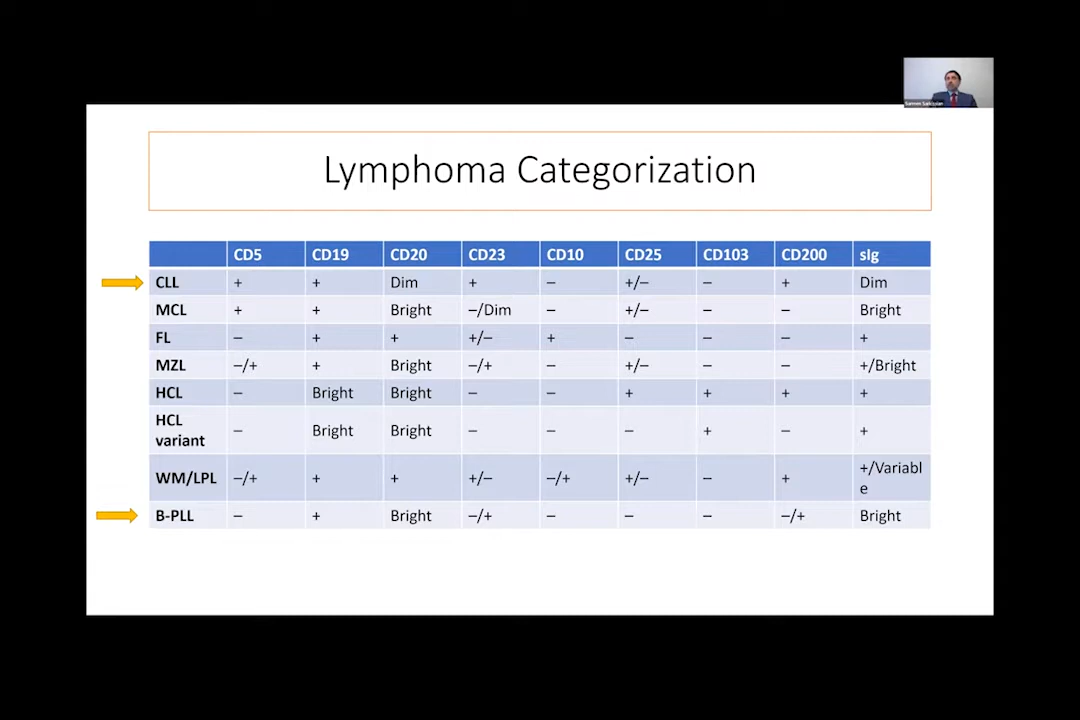 Lymphoma Categorization
CD5 CD19 CD20 CD23 CD10 CD25 CD103 CD200 sIg
CLL + + Dim + – +/– – + Dim
MCL + + Bright –/Dim – +/– – – Bright
FL – + + +/– + – – – +
MZL –/+ + Bright –/+ – +/– – – +/Bright
HCL – Bright Bright – – + + + +
HCL
variant – Bright Bright – – – + – +
WM/LPL –/+ + + +/– –/+ +/– – + +/Variabl
e
B-PLL – + Bright –/+ – – – –/+ Bright